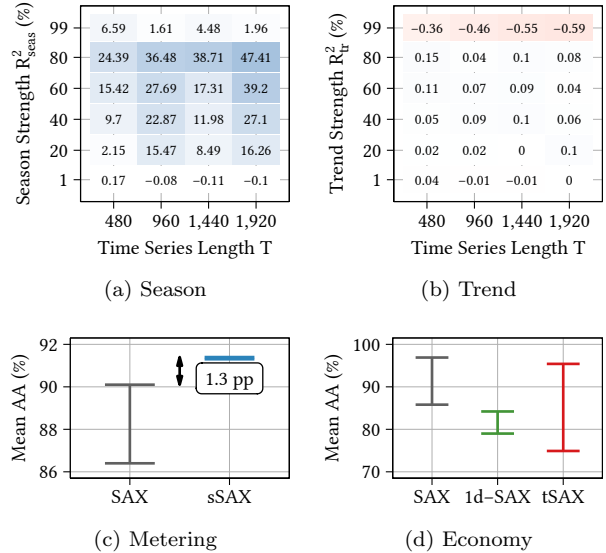 99 6.59 1.61 4.48 1.96
80 24.39 36.48 38.71 47.41
60 15.42 27.69 17.31 39.2
40 9.7 22.87 11.98 27.1
20 2.15 15.47 8.49 16.26
1 0.17 −0.08 −0.11 −0.1
480 960 1,440 1,920
Season Strength R²seas (%)
Time Series Length T
(a) Season
99 −0.36 −0.46 −0.55 −0.59
80 0.15 0.04 0.1 0.08
60 0.11 0.07 0.09 0.04
40 0.05 0.09 0.1 0.06
20 0.02 0.02 0 0.1
1 0.04 −0.01 −0.01 0
480 960 1,440 1,920
Trend Strength R²tr (%)
Time Series Length T
(b) Trend
Mean AA (%)
92
90
88
86
1.3 pp
SAX sSAX
(c) Metering
Mean AA (%)
100
90
80
70
SAX 1d−SAX tSAX
(d) Economy